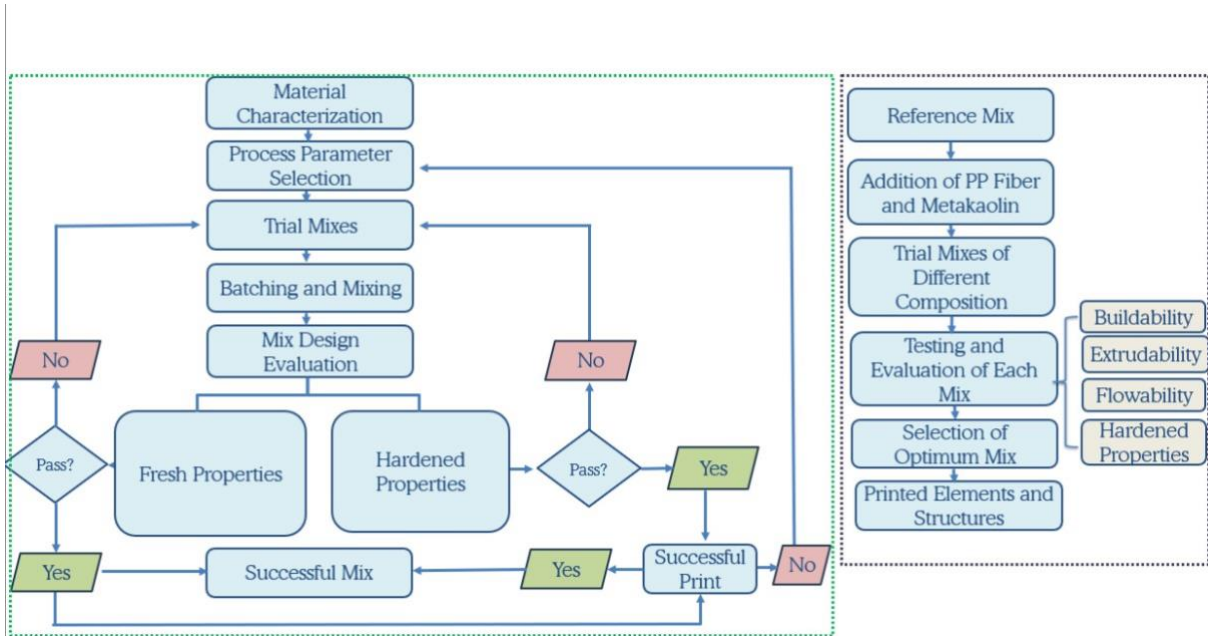 Material
Characterization
Process Parameter
Selection
Trial Mixes
Batching and Mixing
Mix Design
Evaluation
No
No
Pass?
Fresh Properties
Hardened
Properties
Pass?
Yes
Yes
Successful Mix
Yes
Successful
Print
No
Reference Mix
Addition of PP Fiber
and Metakaolin
Trial Mixes of
Different
Composition
Testing and
Evaluation of Each
Mix
Buildability
Extrudability
Flowability
Hardened
Properties
Selection of
Optimum Mix
Printed Elements and
Structures